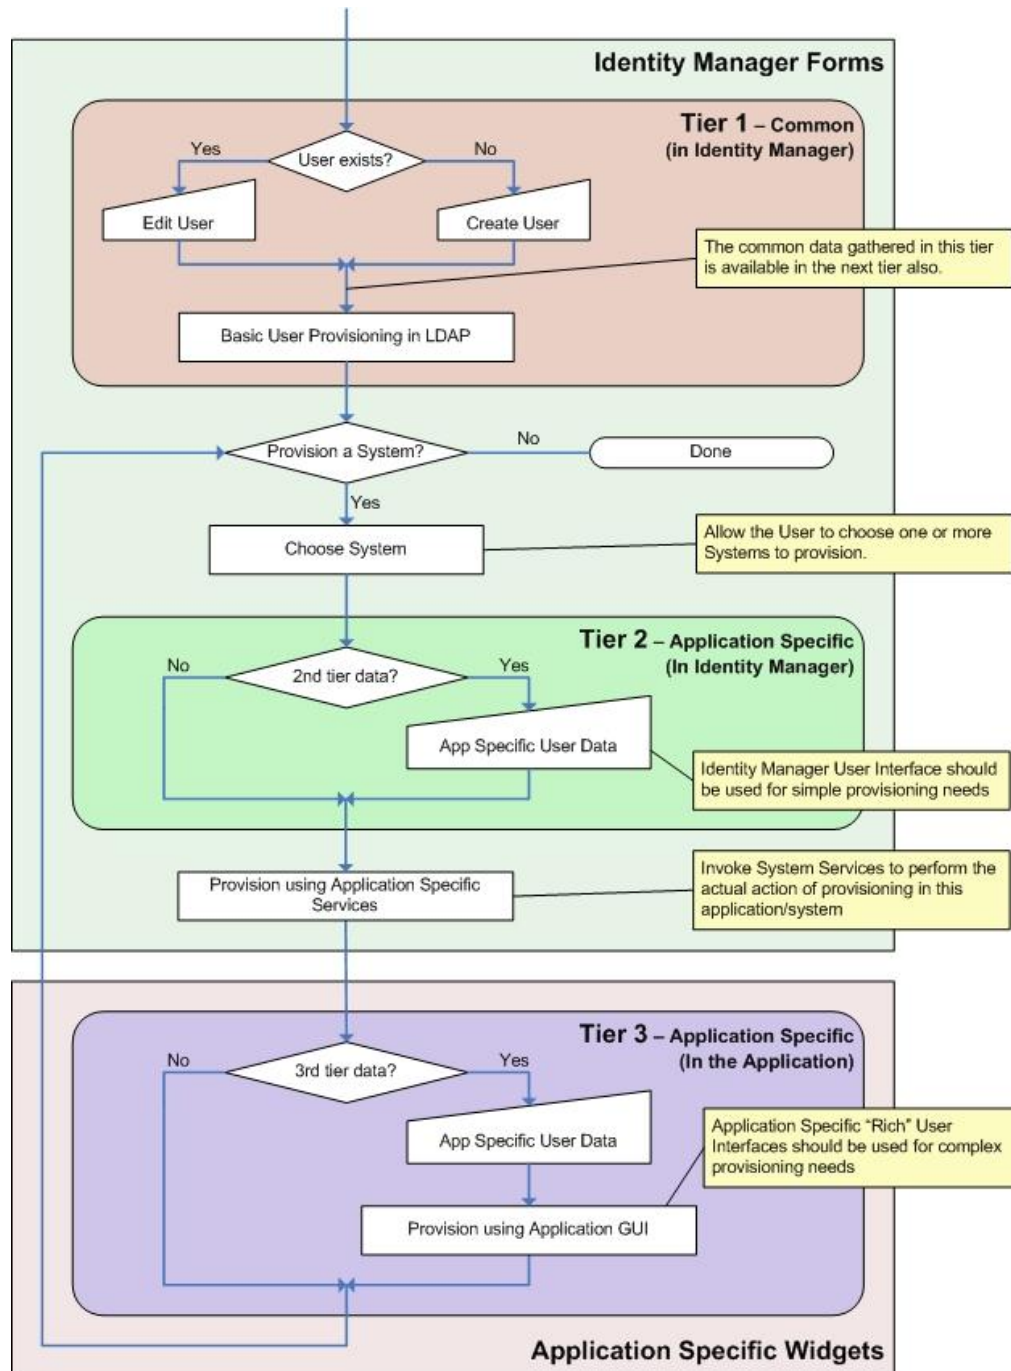 Identity Manager Forms
Tier 1 – Common
(in Identity Manager)
Yes
User exists?
No
Edit User
Create User
The common data gathered in this tier
is available in the next tier also.
Basic User Provisioning in LDAP
Provision a System?
No
Done
Yes
Choose System
Allow the User to choose one or more
Systems to provision.
Tier 2 – Application Specific
(In Identity Manager)
No
2nd tier data?
Yes
App Specific User Data
Identity Manager User Interface should
be used for simple provisioning needs
Provision using Application Specific
Services
Invoke System Services to perform the
actual action of provisioning in this
application/system
Tier 3 – Application Specific
(In the Application)
No
3rd tier data?
Yes
App Specific User Data
Application Specific “Rich” User
Interfaces should be used for complex
provisioning needs
Provision using Application GUI
Application Specific Widgets